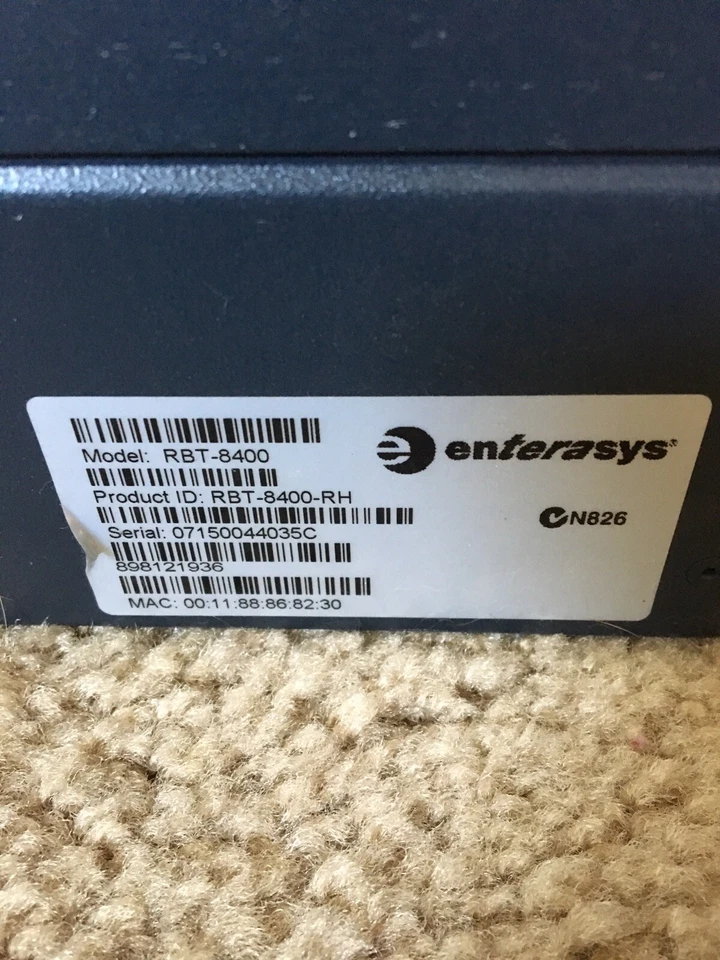 Model: RBT-8400
enterasys®
Product ID: RBT-8400-RH
N826
Serial: 07150044035C
898121936
MAC: 00:11:88:86:82:30